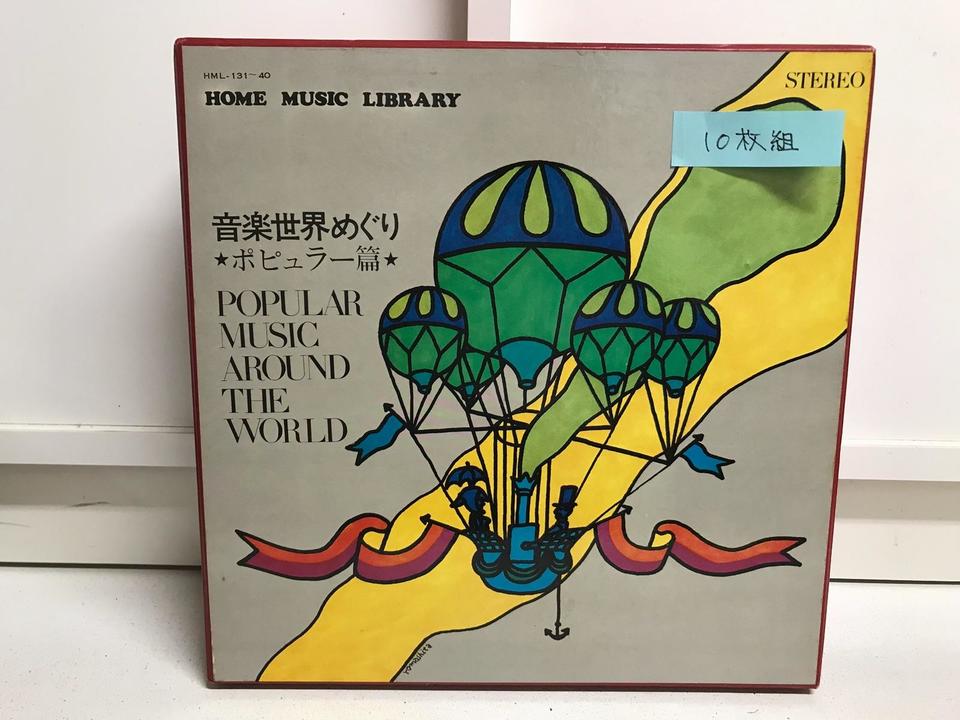 HML-131~40
HOME MUSIC LIBRARY
STEREO
10枚組
音楽世界めぐり
★ポピュラー篇★
POPULAR
MUSIC
AROUND
THE
WORLD